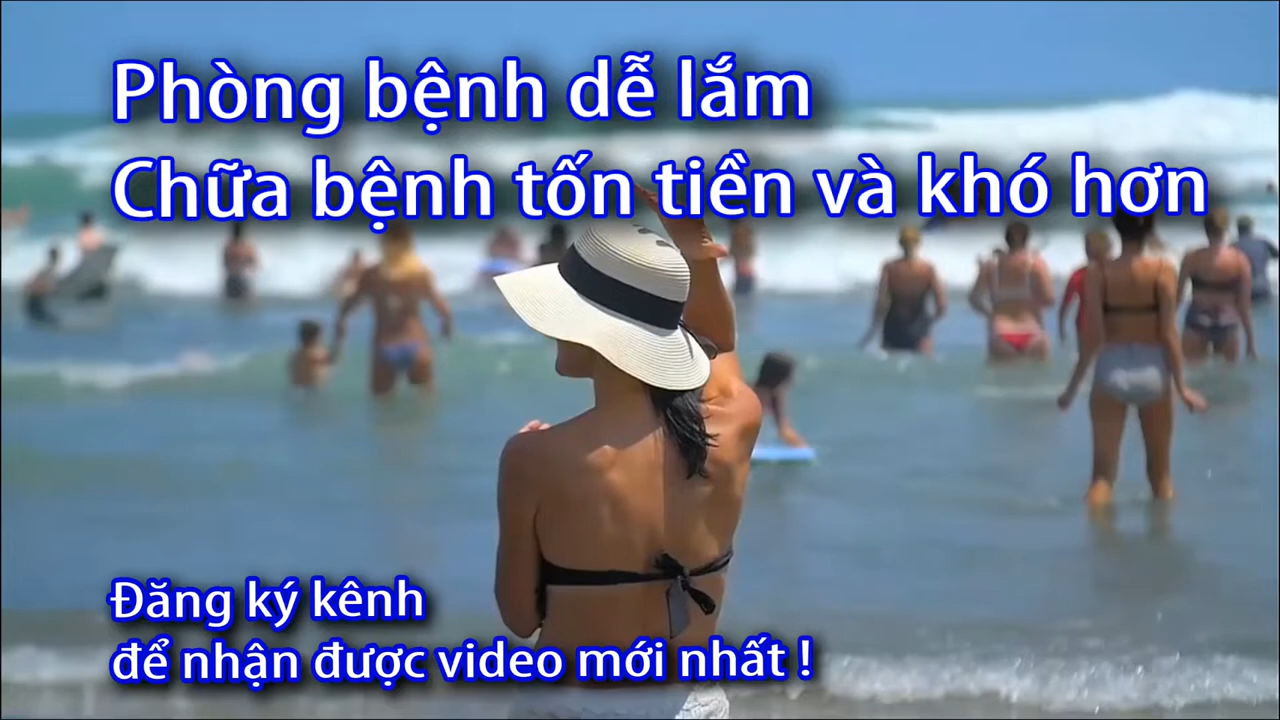 Phòng bệnh dễ lắm
Chữa bệnh tốn tiền và khó hơn
Đăng ký kênh
để nhận được video mới nhất !